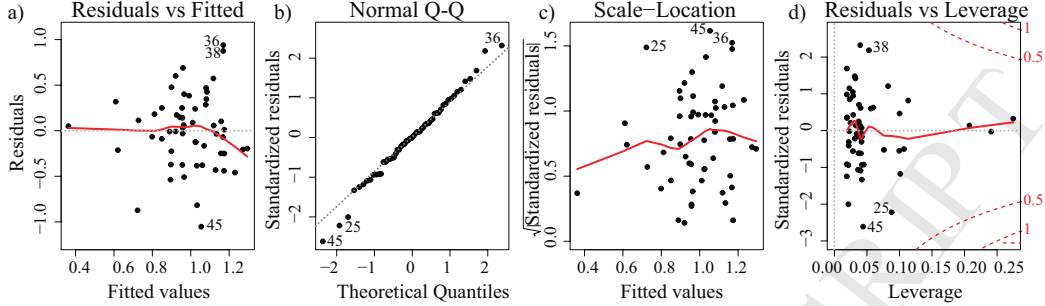 a) Residuals vs Fitted
Residuals
1.0
0.5
0.0
−0.5
−1.0
36
38
45
0.4 0.6 0.8 1.0 1.2
Fitted values
b) Normal Q-Q
Standardized residuals
2
1
0
−1
−2
36
25
45
−2 −1 0 1 2
Theoretical Quantiles
c) Scale−Location
√|Standardized residuals|
1.5
1.0
0.5
0.0
25
45
36
0.4 0.6 0.8 1.0 1.2
Fitted values
d) Residuals vs Leverage
Standardized residuals
2
1
0
−1
−2
−3
38
25
45
1
0.5
0.5
1
0.00 0.05 0.10 0.15 0.20 0.25
Leverage
RIPT